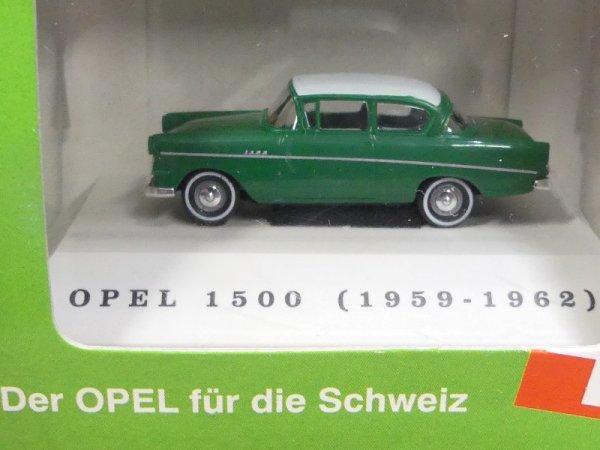 OPEL 1500 (1959-1962)
Der OPEL für die Schweiz